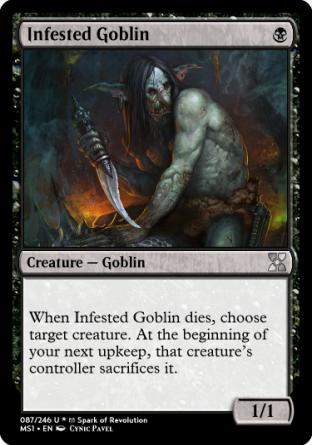 Infested Goblin
Creature — Goblin
When Infested Goblin dies, choose
target creature. At the beginning of
your next upkeep, that creature's
controller sacrifices it.
087/246 U * Spark of Revolution
MS1 • EN CYNIC PAVEL
1/1